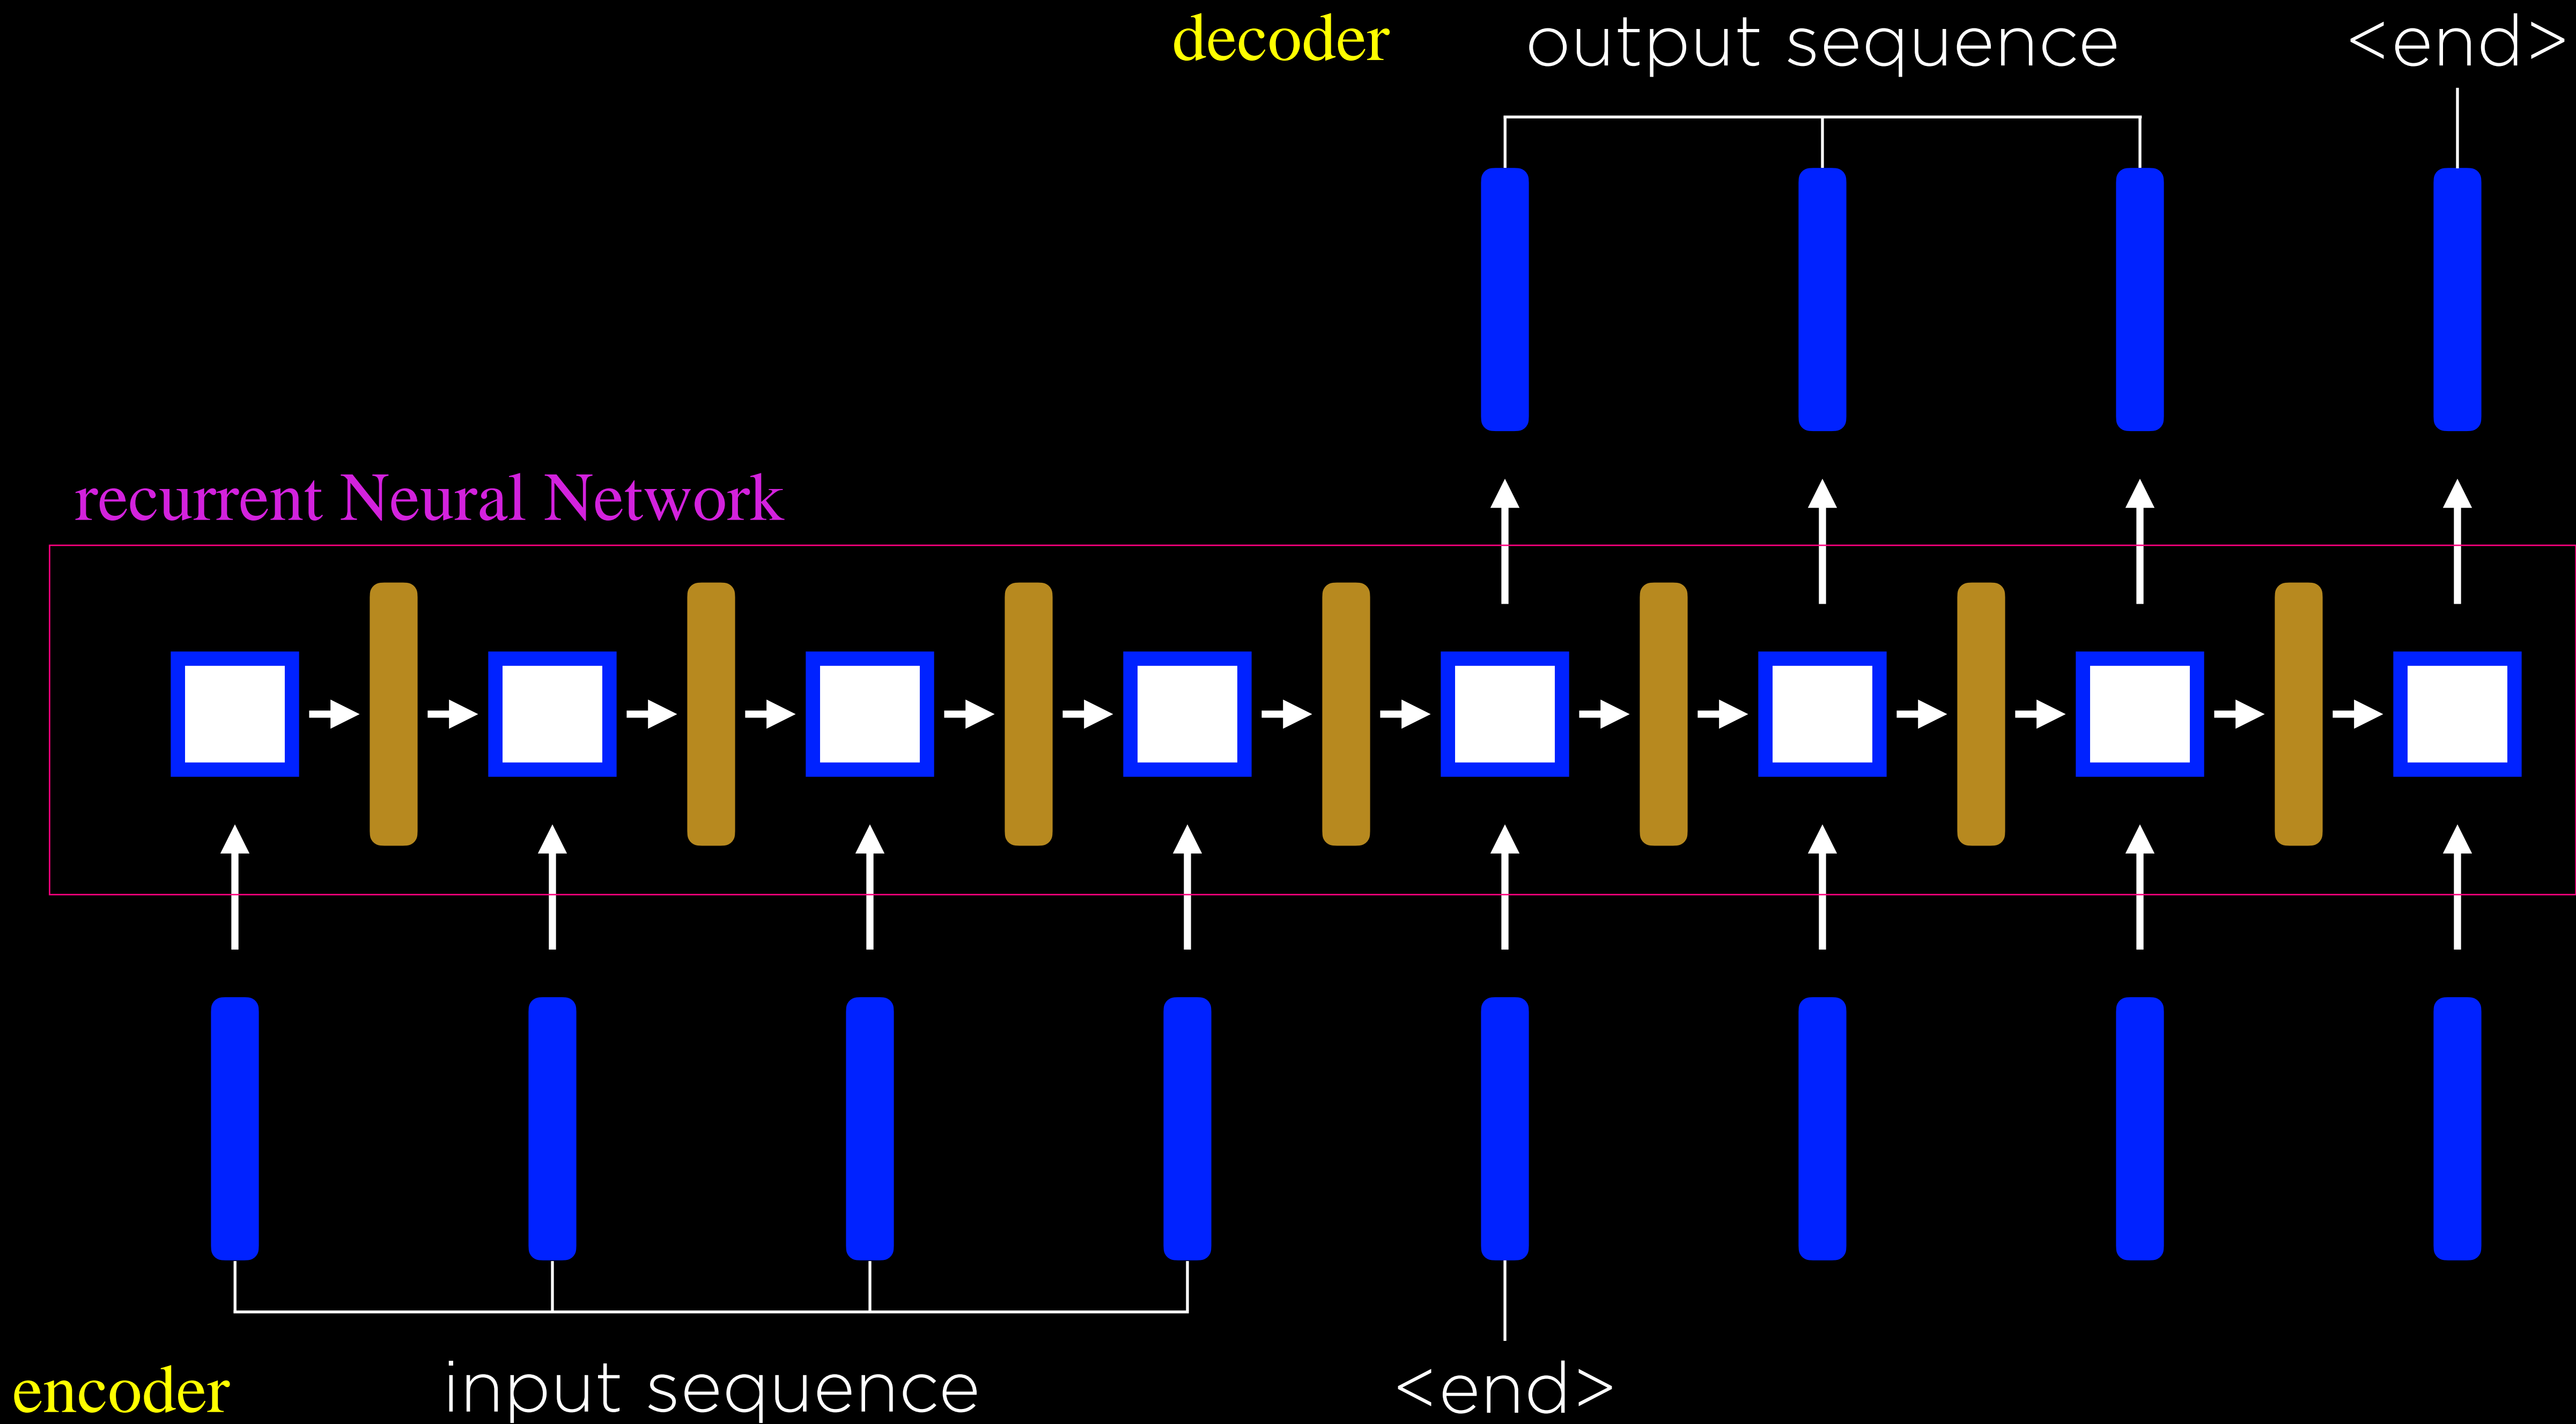 decoder
output sequence
<end>
recurrent Neural Network
encoder
input sequence
<end>